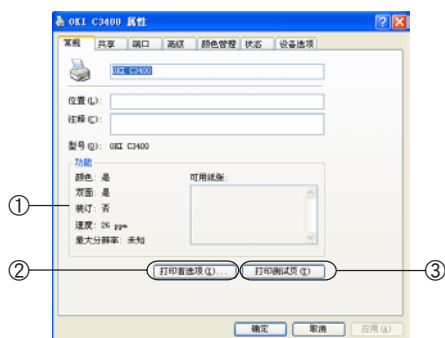 OKI C3400 属性
常规 共享 端口 高级 颜色管理 状态 设备选项
OKI C3400
位置(L):
注释(C):
型号(O): OKI C3400
功能
颜色: 是 可用纸张:
双面: 是
① 装订: 否
速度: 26 ppm
最大分辨率: 未知
② 打印首选项(I)... 打印测试页(T) ③
确定 取消 应用(A)